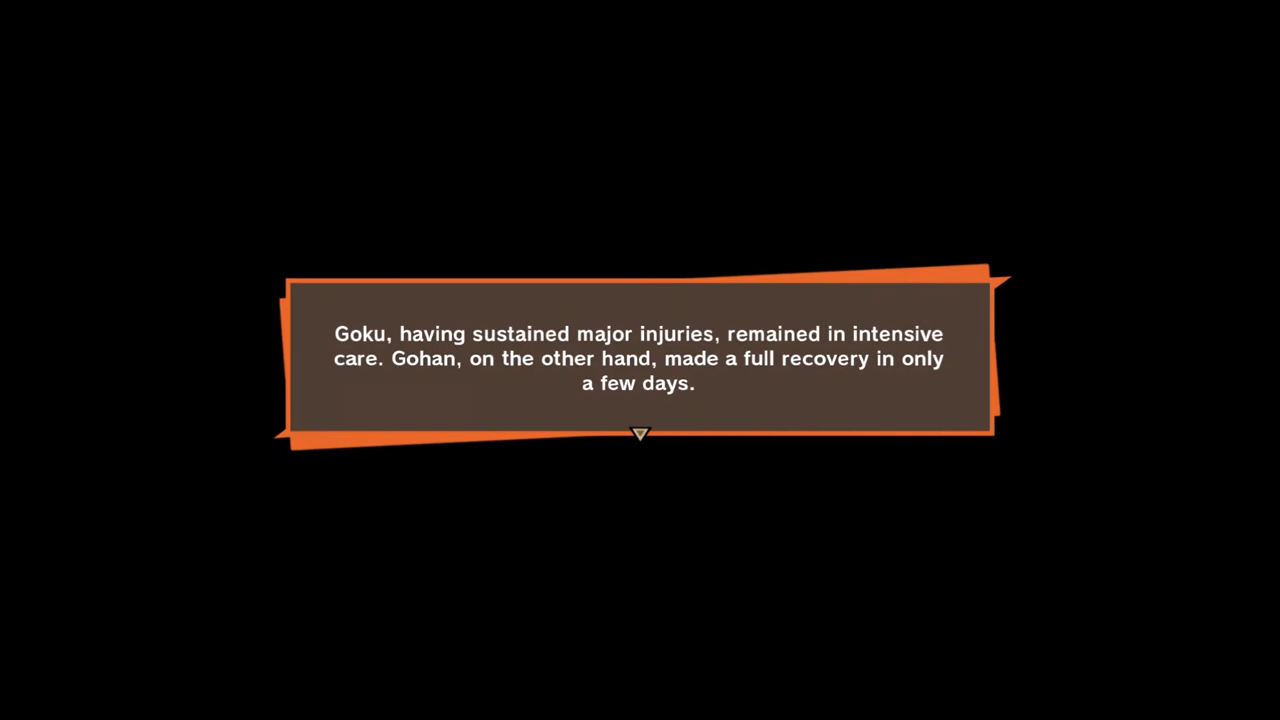 Goku, having sustained major injuries, remained in intensive
care. Gohan, on the other hand, made a full recovery in only
a few days.